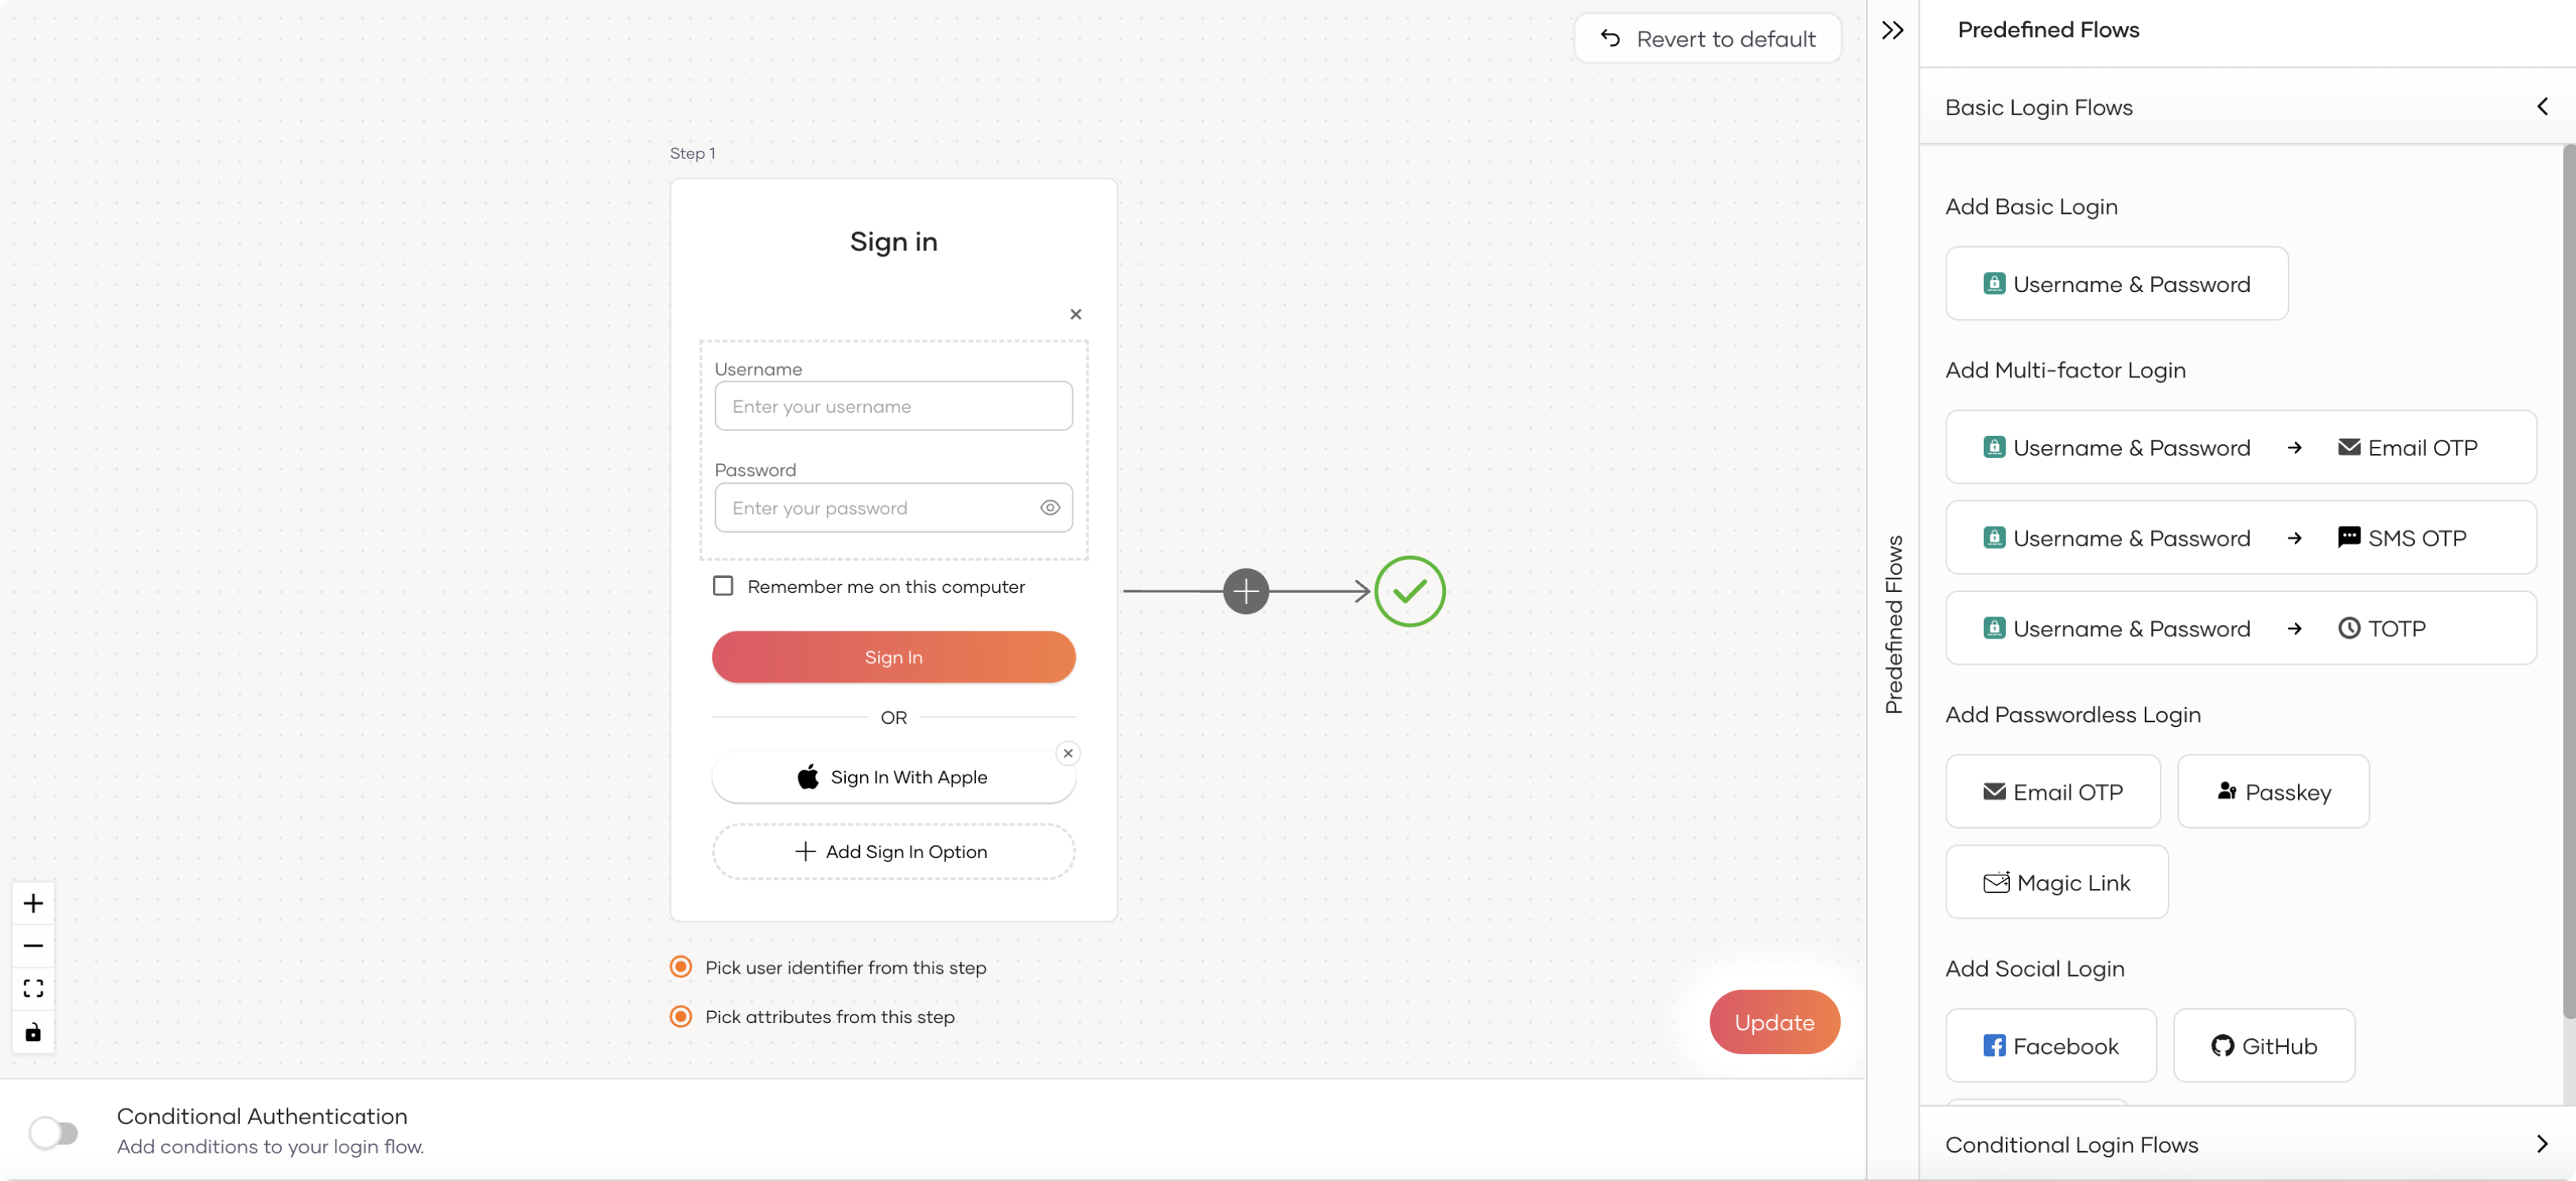 Revert to default
Step 1
Sign in
Username
Enter your username
Password
Enter your password
Remember me on this computer
Sign In
OR
Sign In With Apple
Add Sign In Option
Pick user identifier from this step
Pick attributes from this step
Update
Conditional Authentication
Add conditions to your login flow.
Predefined Flows
Predefined Flows
Basic Login Flows
Add Basic Login
Username & Password
Add Multi-factor Login
Username & Password → Email OTP
Username & Password → SMS OTP
Username & Password → TOTP
Add Passwordless Login
Email OTP Passkey
Magic Link
Add Social Login
Facebook GitHub
Conditional Login Flows